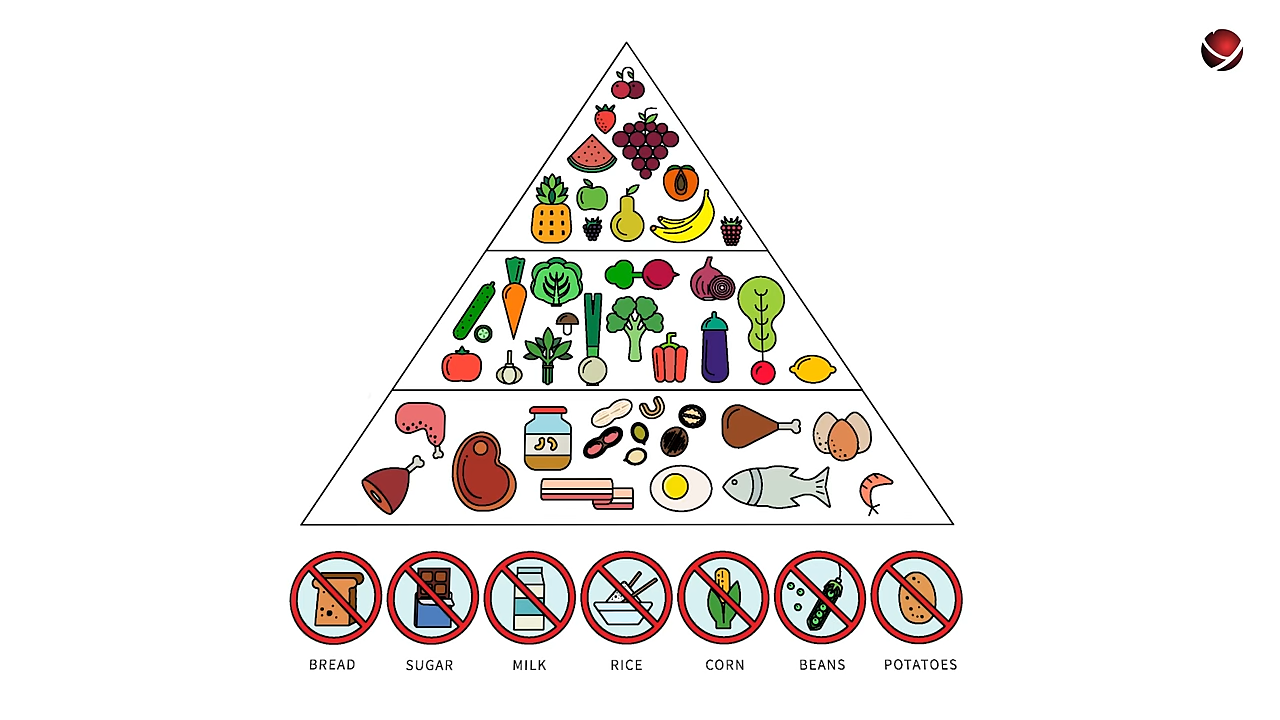 BREAD
SUGAR
MILK
RICE
CORN
BEANS
POTATOES